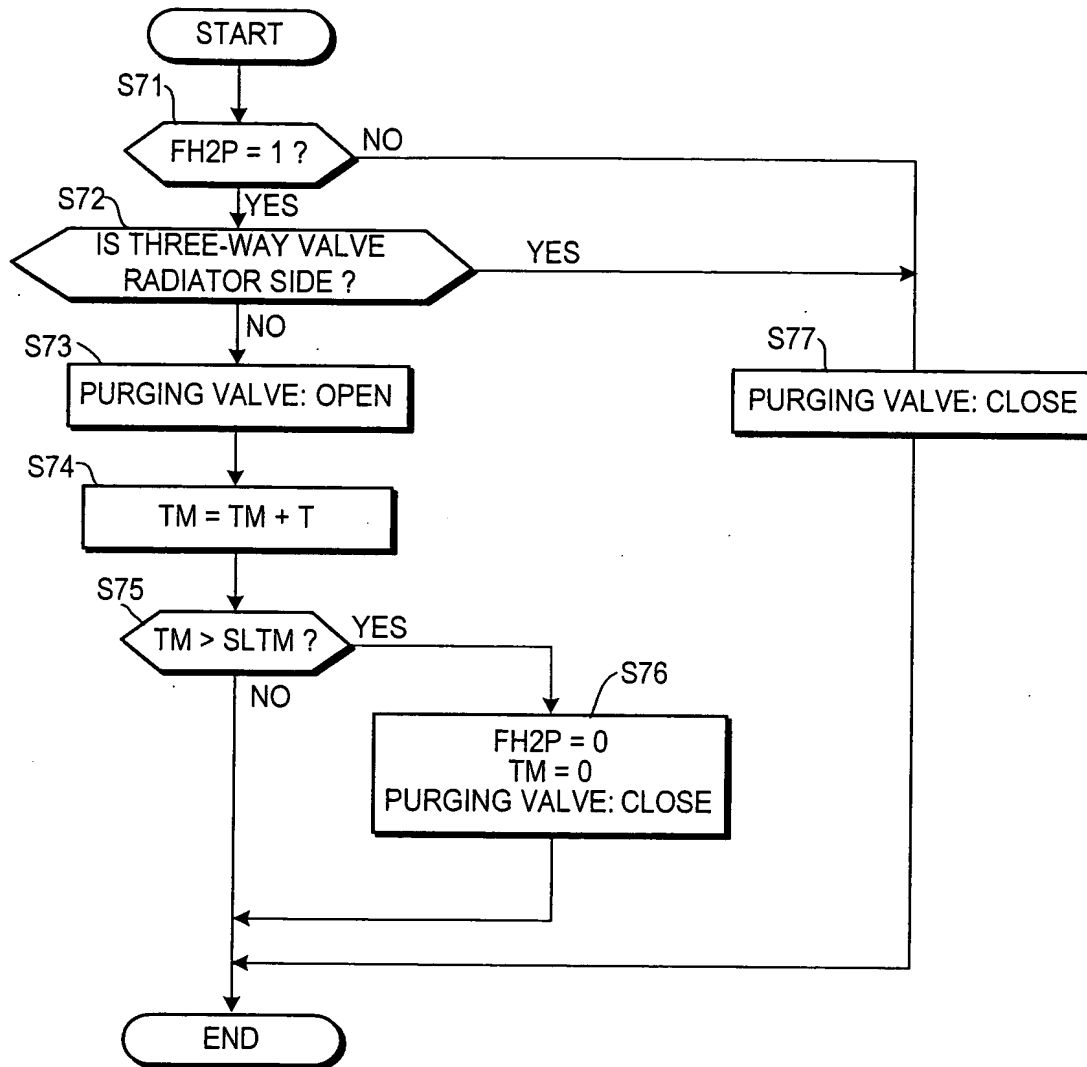 START
S71
FH2P = 1 ?
NO
YES
S72
IS THREE-WAY VALVE
RADIATOR SIDE ?
YES
NO
S73
PURGING VALVE: OPEN
S77
PURGING VALVE: CLOSE
S74
TM = TM + T
S75
TM > SLTM ?
YES
NO
S76
FH2P = 0
TM = 0
PURGING VALVE: CLOSE
END